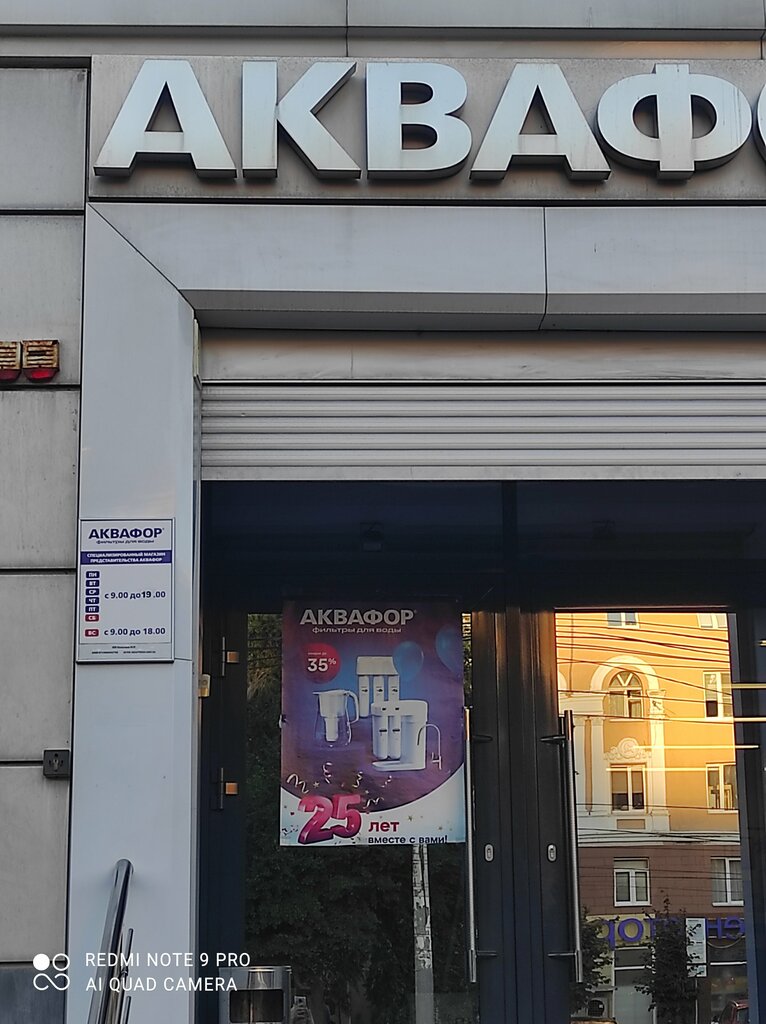 АКВАФО
АКВАФОР
ФИЛЬТРЫ ДЛЯ ВОДЫ
СПЕЦИАЛИЗИРОВАННЫЙ МАГАЗИН
ПРЕДСТАВИТЕЛЬСТВА АКВАФОР
ПН
ВТ
СР
ЧТ
ПТ
СБ
с 9.00 до 19.00
ВС
с 9.00 до 18.00
АКВАФОР
ФИЛЬТРЫ ДЛЯ ВОДЫ
скидки до
35%
25 лет
вместе с вами!
REDMI NOTE 9 PRO
AI QUAD CAMERA